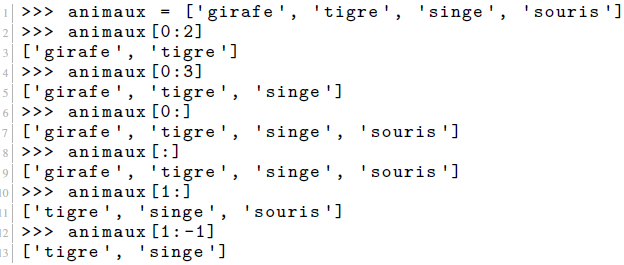 1 >>> animaux = ['girafe', 'tigre', 'singe', 'souris']
2 >>> animaux[0:2]
3 ['girafe', 'tigre']
4 >>> animaux[0:3]
5 ['girafe', 'tigre', 'singe']
6 >>> animaux[0:]
7 ['girafe', 'tigre', 'singe', 'souris']
8 >>> animaux[:]
9 ['girafe', 'tigre', 'singe', 'souris']
10 >>> animaux[1:]
11 ['tigre', 'singe', 'souris']
12 >>> animaux[1:-1]
13 ['tigre', 'singe']